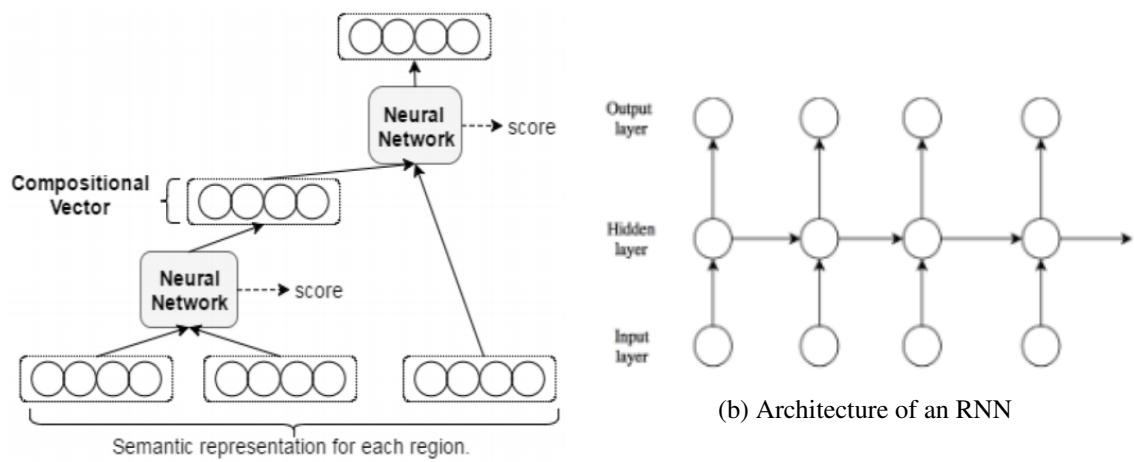 Neural
Network
score
Compositional
Vector
Neural
Network
score
Semantic representation for each region.
Output
layer
Hidden
layer
Input
layer
(b) Architecture of an RNN